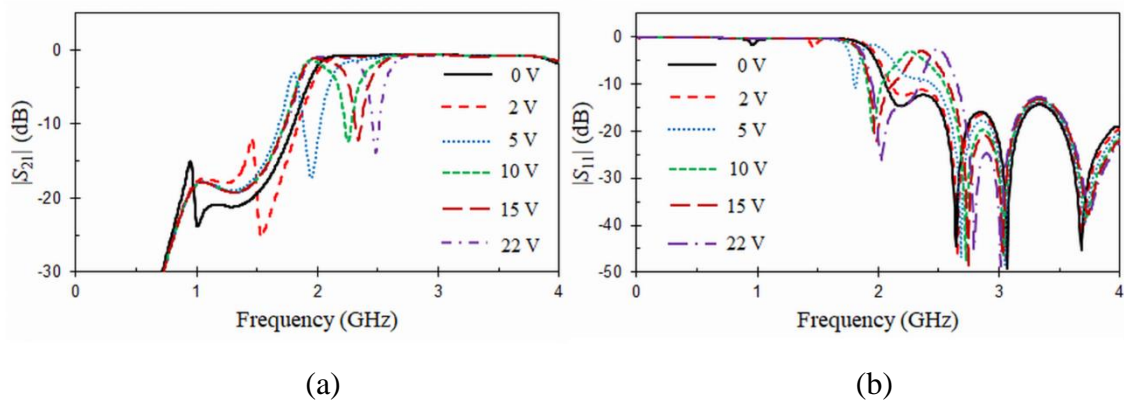 |S21| (dB)
0
-10
-20
-30
0 1 2 3 4
Frequency (GHz)
0 V
2 V
5 V
10 V
15 V
22 V
(a)
|S11| (dB)
0
-10
-20
-30
-40
-50
0 1 2 3 4
Frequency (GHz)
0 V
2 V
5 V
10 V
15 V
22 V
(b)